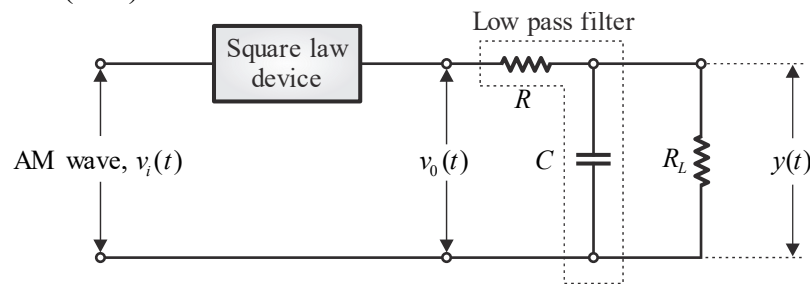 Low pass filter
Square law
device
R
AM wave, v_i(t)
v_0(t)
C
R_L
y(t)